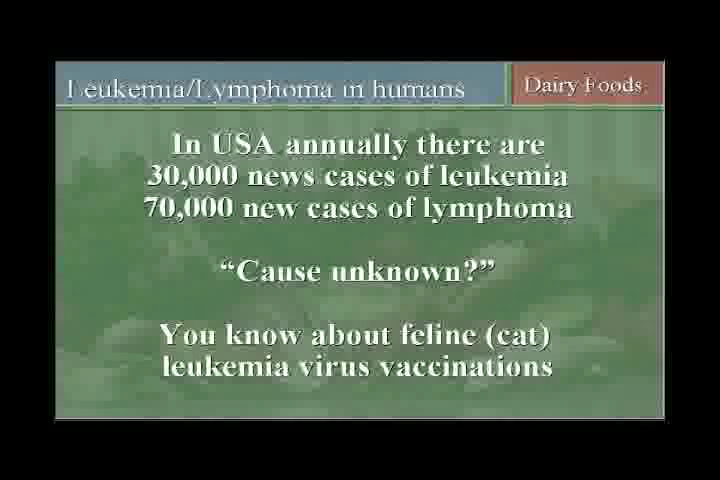 Leukemia/Lymphoma in humans
Dairy Foods
In USA annually there are
30,000 news cases of leukemia
70,000 new cases of lymphoma
“Cause unknown?”
You know about feline (cat)
leukemia virus vaccinations